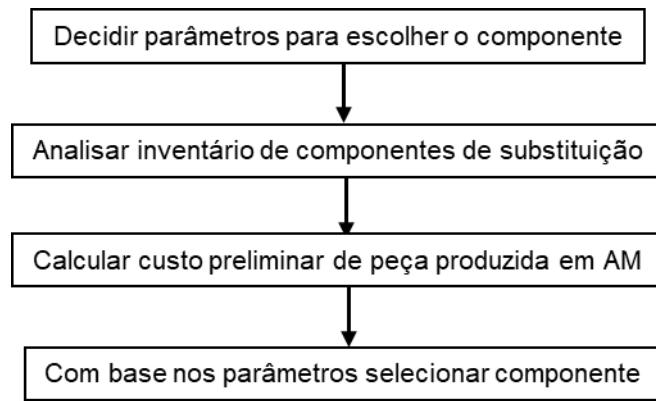 Decidir parâmetros para escolher o componente
Analisar inventário de componentes de substituição
Calcular custo preliminar de peça produzida em AM
Com base nos parâmetros selecionar componente